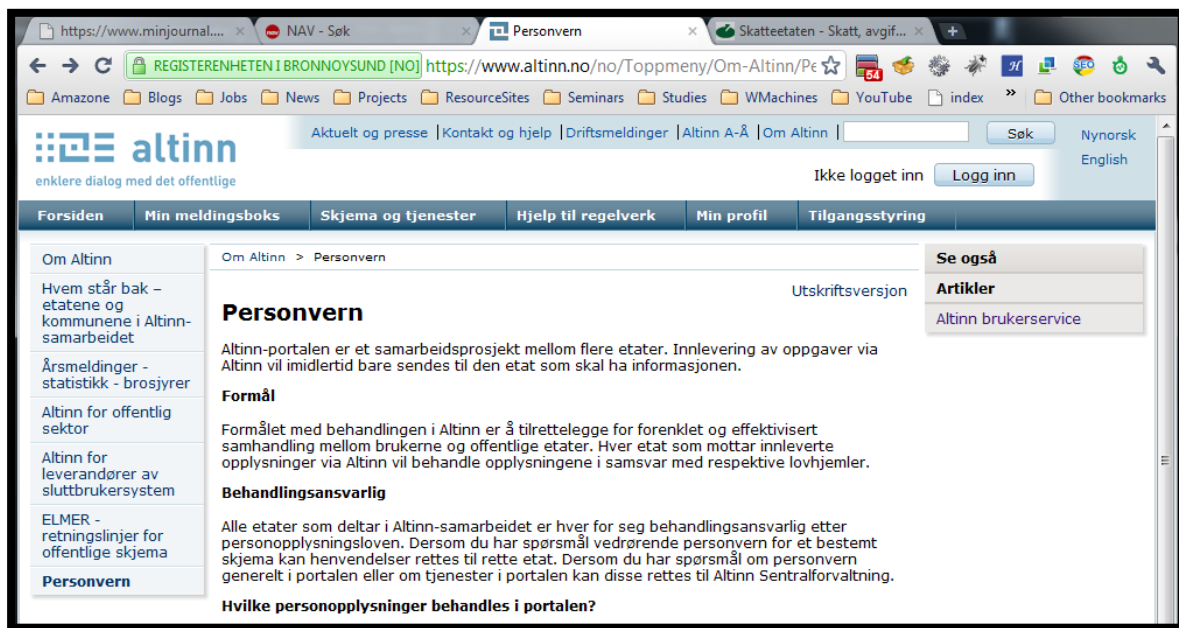 https://www.minjournal....
NAV - Søk
Personvern
Skatteetaten - Skatt, avgif...
REGISTERENHETEN I BRONNOYSUND [NO] https://www.altinn.no/no/Toppmeny/Om-Altinn/Pe
54
SEO
Amazone Blogs Jobs News Projects ResourceSites Seminars Studies WMachines YouTube index » Other bookmarks
altinn
enklere dialog med det offentlige
Aktuelt og presse | Kontakt og hjelp | Driftsmeldinger | Altinn A-Å | Om Altinn |
Søk
Nynorsk
English
Ikke logget inn
Logg inn
Forsiden Min meldingsboks Skjema og tjenester Hjelp til regelverk Min profil Tilgangsstyring
Om Altinn
Hvem står bak –
etatene og
kommunene i Altinn-
samarbeidet
Årsmeldinger -
statistikk - brosjyrer
Altinn for offentlig
sektor
Altinn for
leverandører av
sluttbrukersystem
ELMER -
retningslinjer for
offentlige skjema
Personvern
Om Altinn > Personvern
Utskriftsversjon
Personvern
Altinn-portalen er et samarbeidsprosjekt mellom flere etater. Innlevering av oppgaver via
Altinn vil imidlertid bare sendes til den etat som skal ha informasjonen.
Formål
Formålet med behandlingen i Altinn er å tilrettelegge for forenklet og effektivisert
samhandling mellom brukerne og offentlige etater. Hver etat som mottar innleverte
opplysninger via Altinn vil behandle opplysningene i samsvar med respektive lovhjemler.
Behandlingsansvarlig
Alle etater som deltar i Altinn-samarbeidet er hver for seg behandlingsansvarlig etter
personopplysningsloven. Dersom du har spørsmål vedrørende personvern for et bestemt
skjema kan henvendelser rettes til rette etat. Dersom du har spørsmål om personvern
generelt i portalen eller om tjenester i portalen kan disse rettes til Altinn Sentralforvaltning.
Hvilke personopplysninger behandles i portalen?
Se også
Artikler
Altinn brukerservice